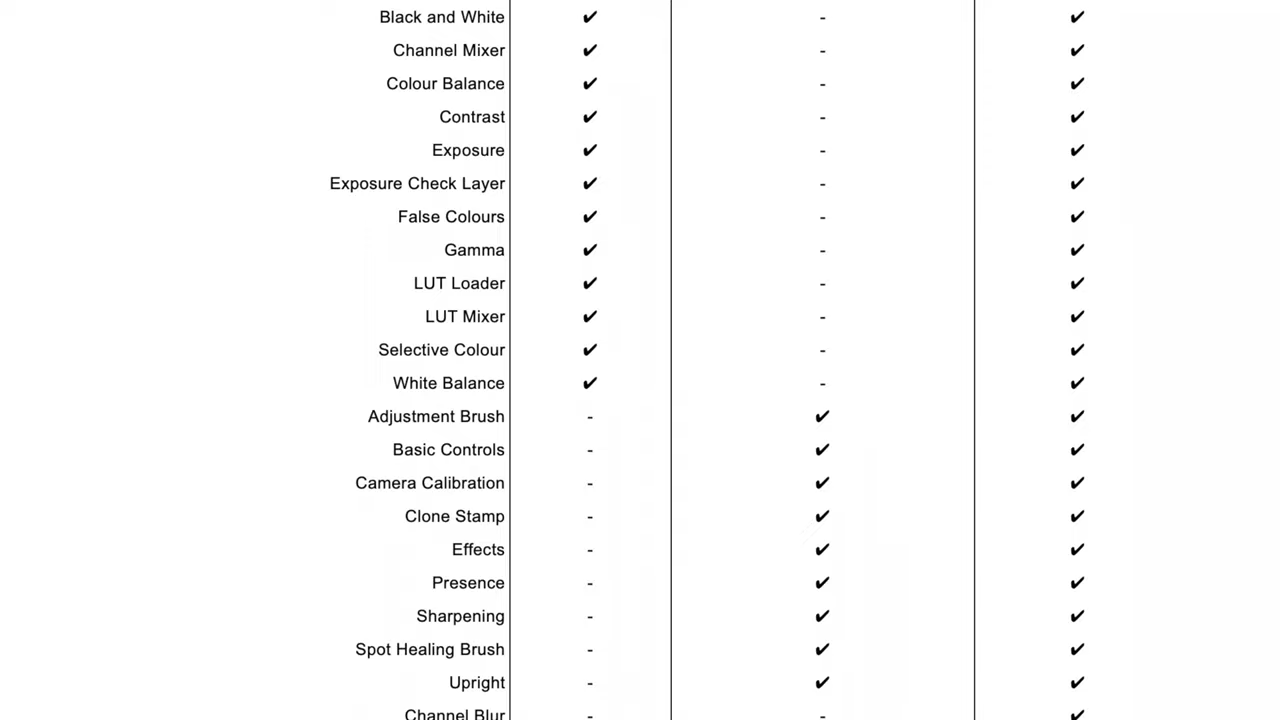 Black and White ✔ - ✔
Channel Mixer ✔ - ✔
Colour Balance ✔ - ✔
Contrast ✔ - ✔
Exposure ✔ - ✔
Exposure Check Layer ✔ - ✔
False Colours ✔ - ✔
Gamma ✔ - ✔
LUT Loader ✔ - ✔
LUT Mixer ✔ - ✔
Selective Colour ✔ - ✔
White Balance ✔ - ✔
Adjustment Brush - ✔ ✔
Basic Controls - ✔ ✔
Camera Calibration - ✔ ✔
Clone Stamp - ✔ ✔
Effects - ✔ ✔
Presence - ✔ ✔
Sharpening - ✔ ✔
Spot Healing Brush - ✔ ✔
Upright - ✔ ✔
Channel Blur - - ✔